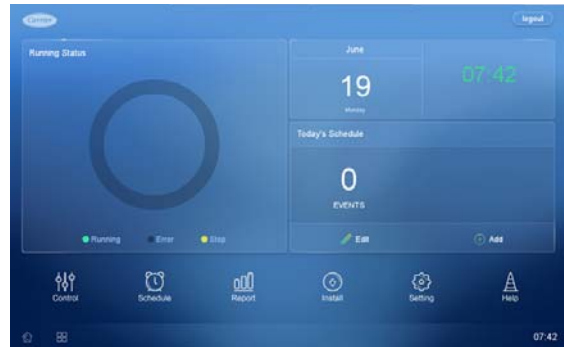 Carrier
logout
Running Status
June
19
Monday
07:42
Today's Schedule
0
EVENTS
Running
Error
Stop
Edit
Add
Control
Schedule
Report
Install
Setting
Help
07:42